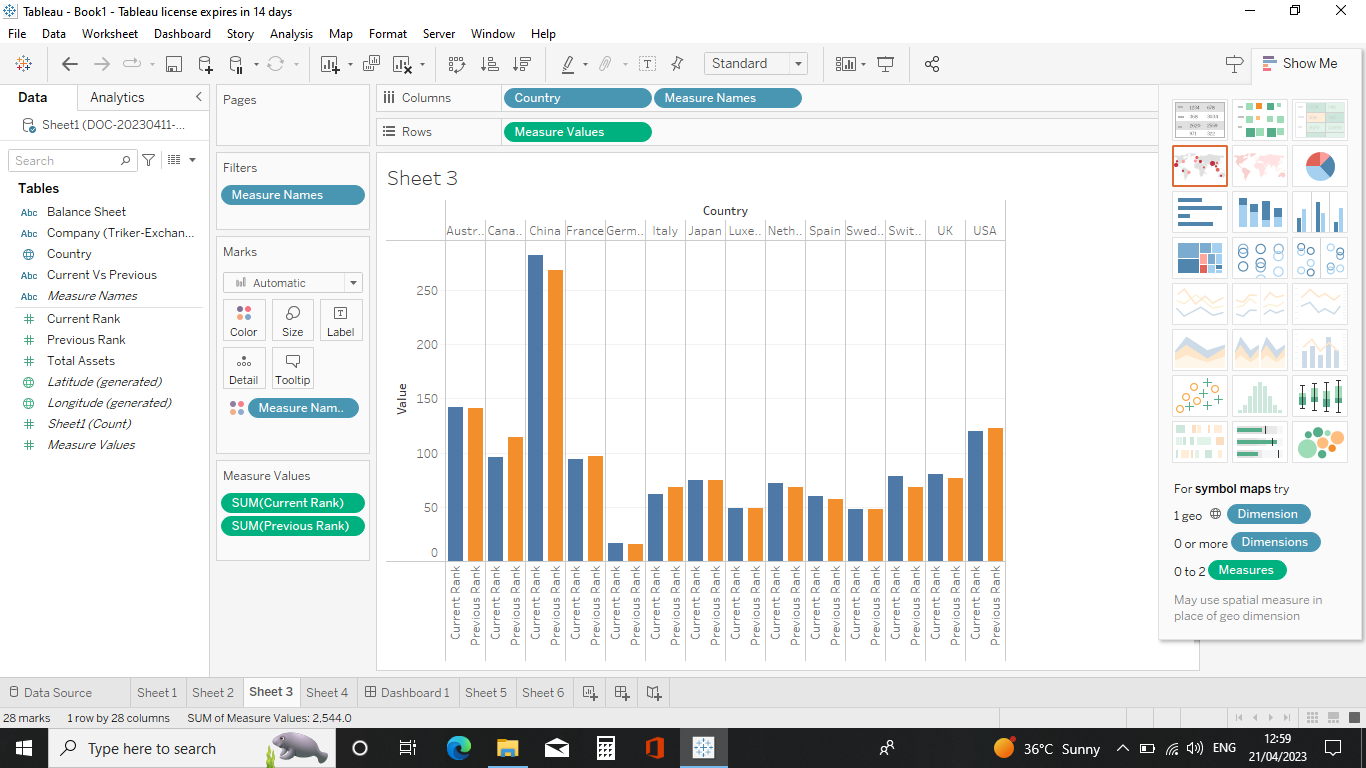 Tableau - Book1 - Tableau license expires in 14 days
File Data Worksheet Dashboard Story Analysis Map Format Server Window Help
Standard
Show Me
Data Analytics
Sheet1 (DOC-20230411-...
Search
Tables
Abc Balance Sheet
Abc Company (Triker-Exchan...
Country
Abc Current Vs Previous
Abc Measure Names
Current Rank
Previous Rank
Total Assets
Latitude (generated)
Longitude (generated)
Sheet1 (Count)
Measure Values
Pages
Filters
Measure Names
Marks
Automatic
Color Size Label
Detail Tooltip
Measure Nam..
Measure Values
SUM(Current Rank)
SUM(Previous Rank)
Columns Country Measure Names
Rows Measure Values
Sheet 3
Country
Austr.. Cana.. China France Germ.. Italy Japan Luxe.. Neth.. Spain Swed.. Swit.. UK USA
Value
250
200
150
100
50
0
Current Rank Previous Rank Current Rank Previous Rank Current Rank Previous Rank Current Rank Previous Rank Current Rank Previous Rank Current Rank Previous Rank Current Rank Previous Rank Current Rank Previous Rank Current Rank Previous Rank Current Rank Previous Rank Current Rank Previous Rank Current Rank Previous Rank Current Rank Previous Rank Current Rank Previous Rank
For symbol maps try
1 geo Dimension
0 or more Dimensions
0 to 2 Measures
May use spatial measure in
place of geo dimension
Data Source Sheet 1 Sheet 2 Sheet 3 Sheet 4 Dashboard 1 Sheet 5 Sheet 6
28 marks 1 row by 28 columns SUM of Measure Values: 2,544.0
Type here to search
36°C Sunny
ENG
12:59
21/04/2023